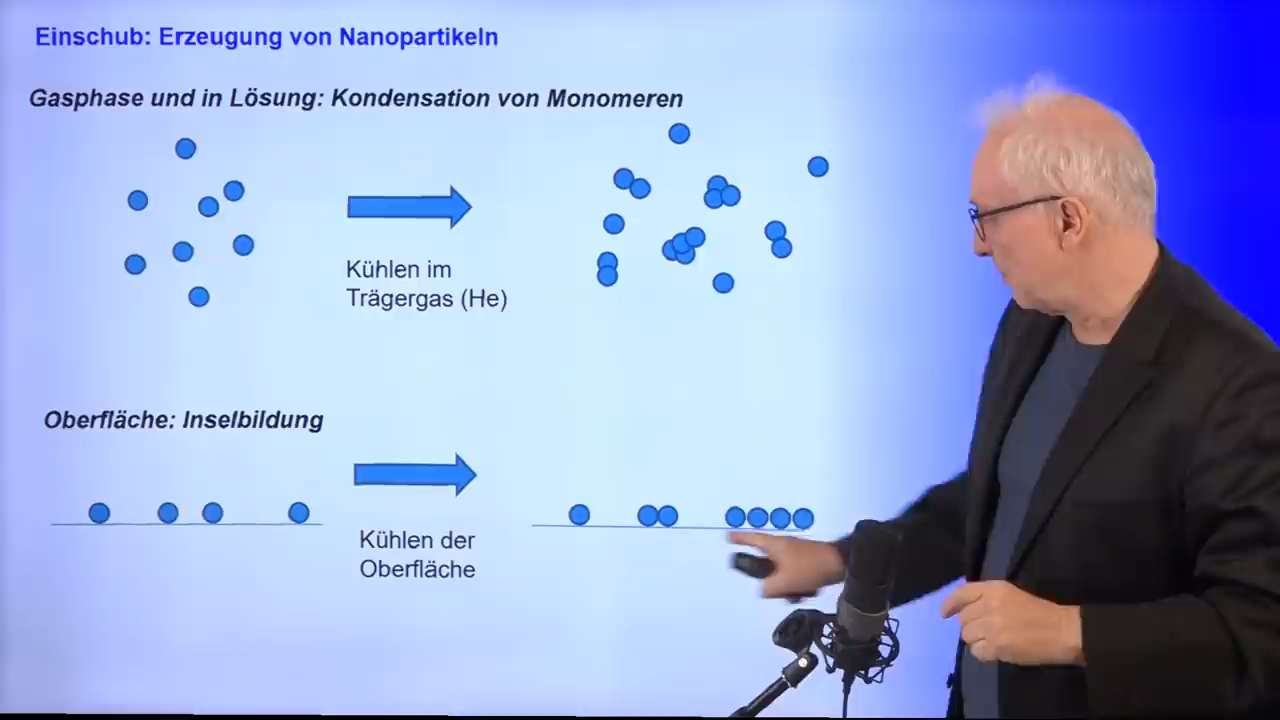 Einschub: Erzeugung von Nanopartikeln
Gasphase und in Lösung: Kondensation von Monomeren
Kühlen im
Trägergas (He)
Oberfläche: Inselbildung
Kühlen der
Oberfläche